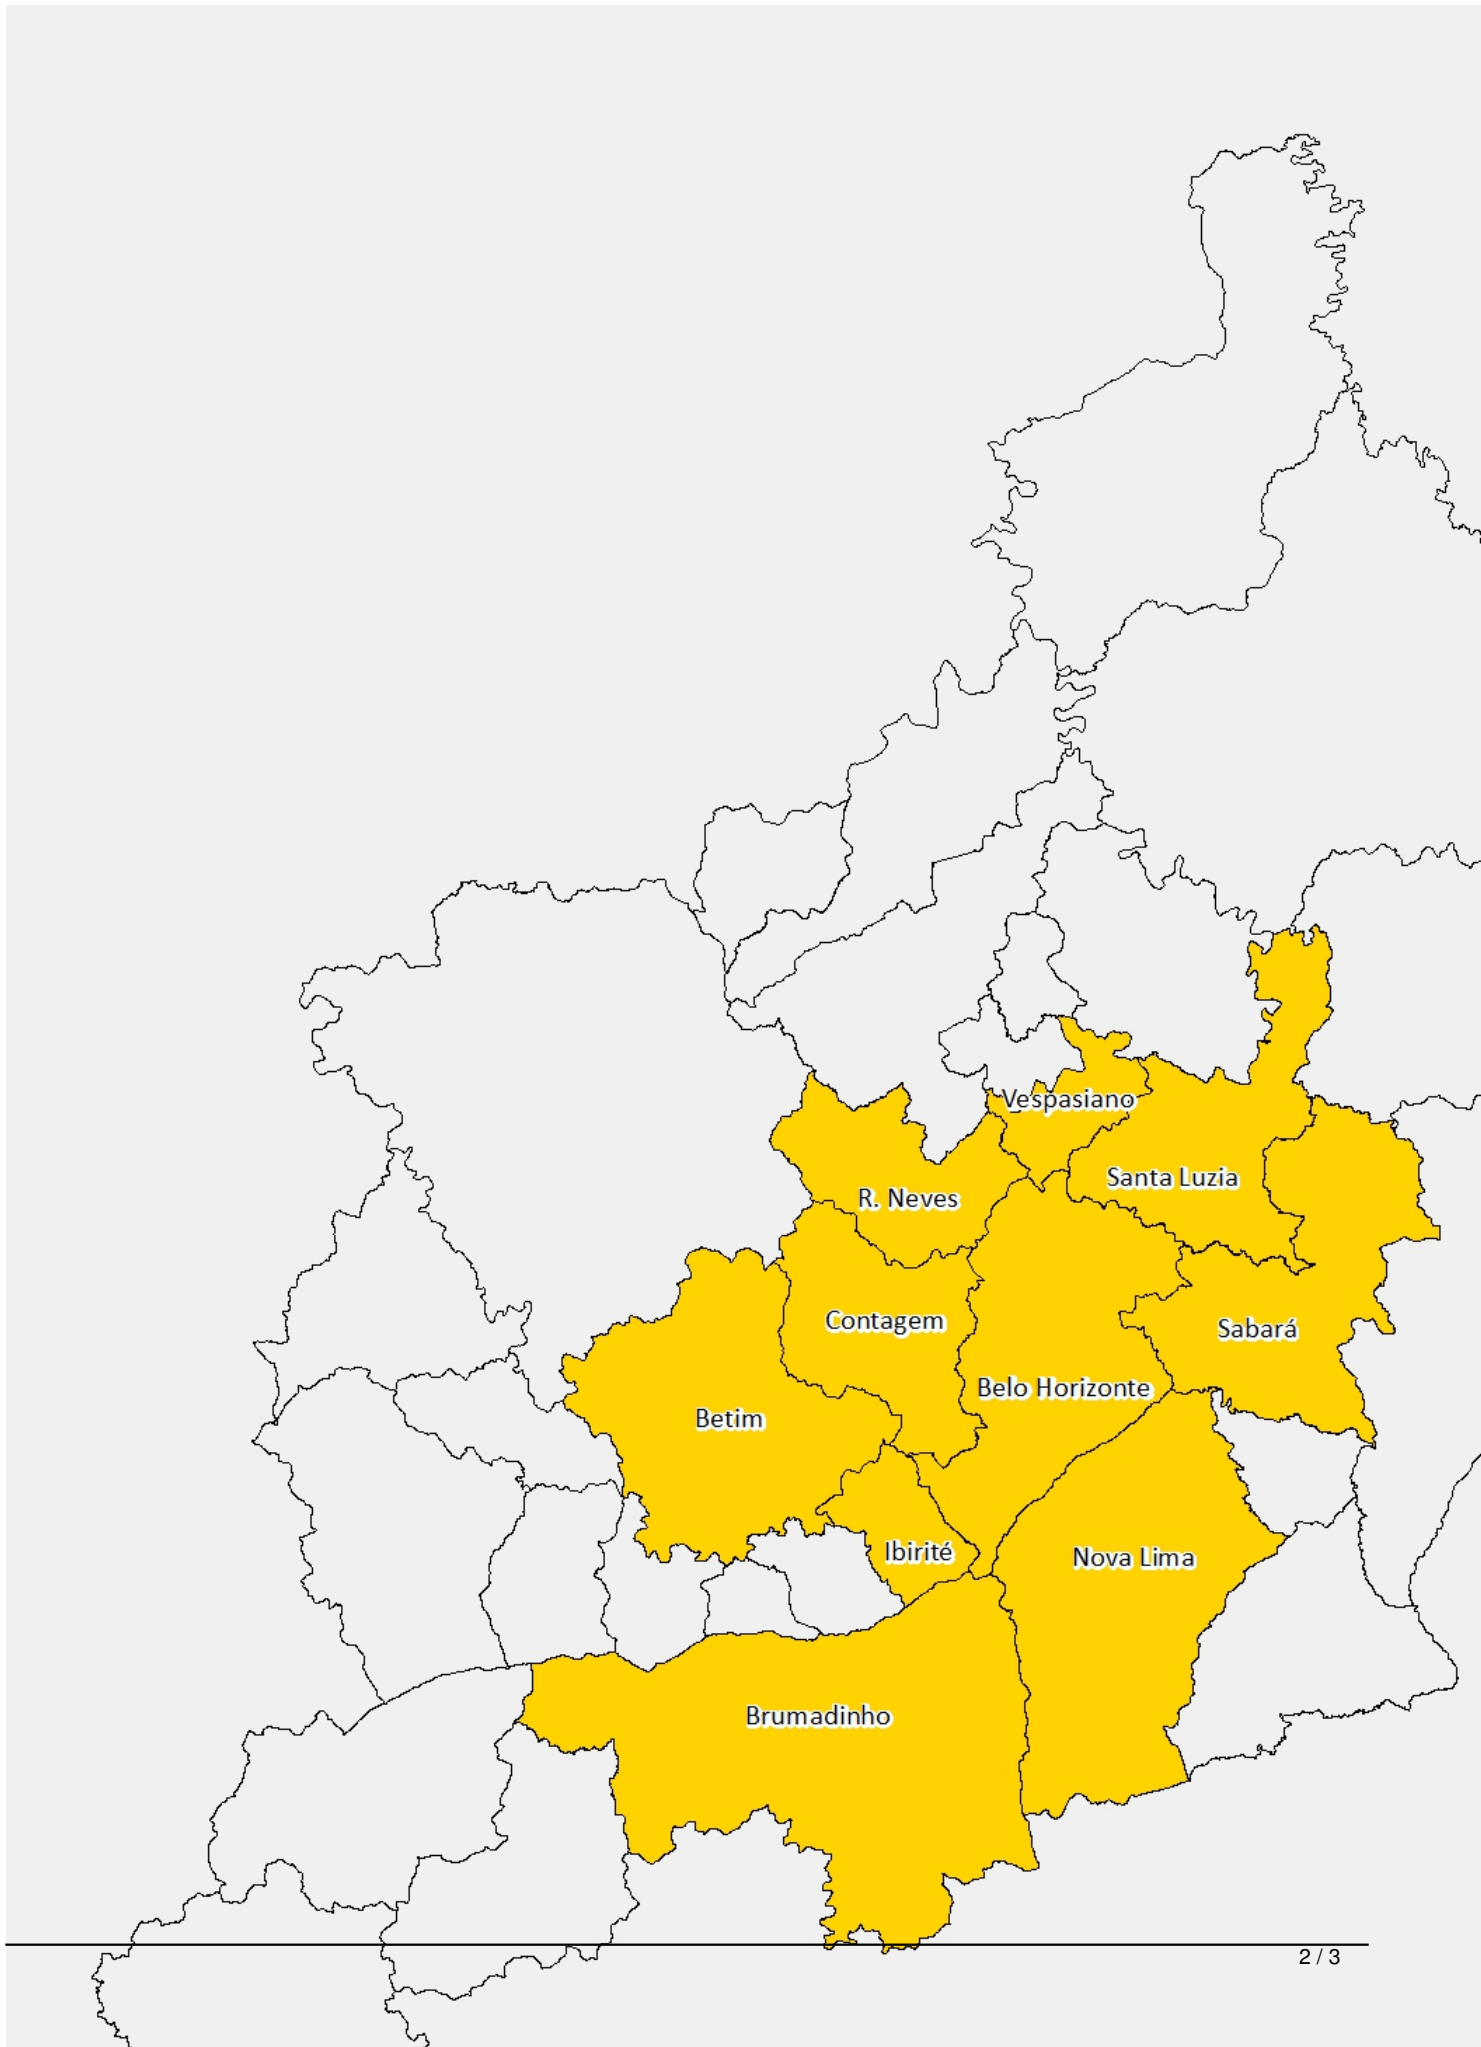 Vespasiano
Santa Luzia
R. Neves
Contagem
Sabará
Belo Horizonte
Betim
Ibirité
Nova Lima
Brumadinho
2 / 3